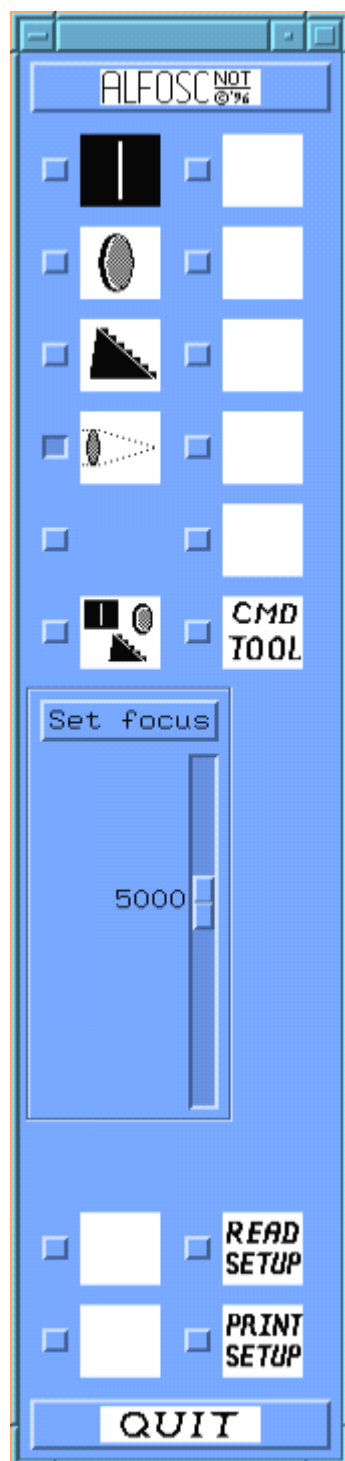 ALFOSC NOT
©'96
CMD
TOOL
Set focus
5000
READ
SETUP
PRINT
SETUP
QUIT